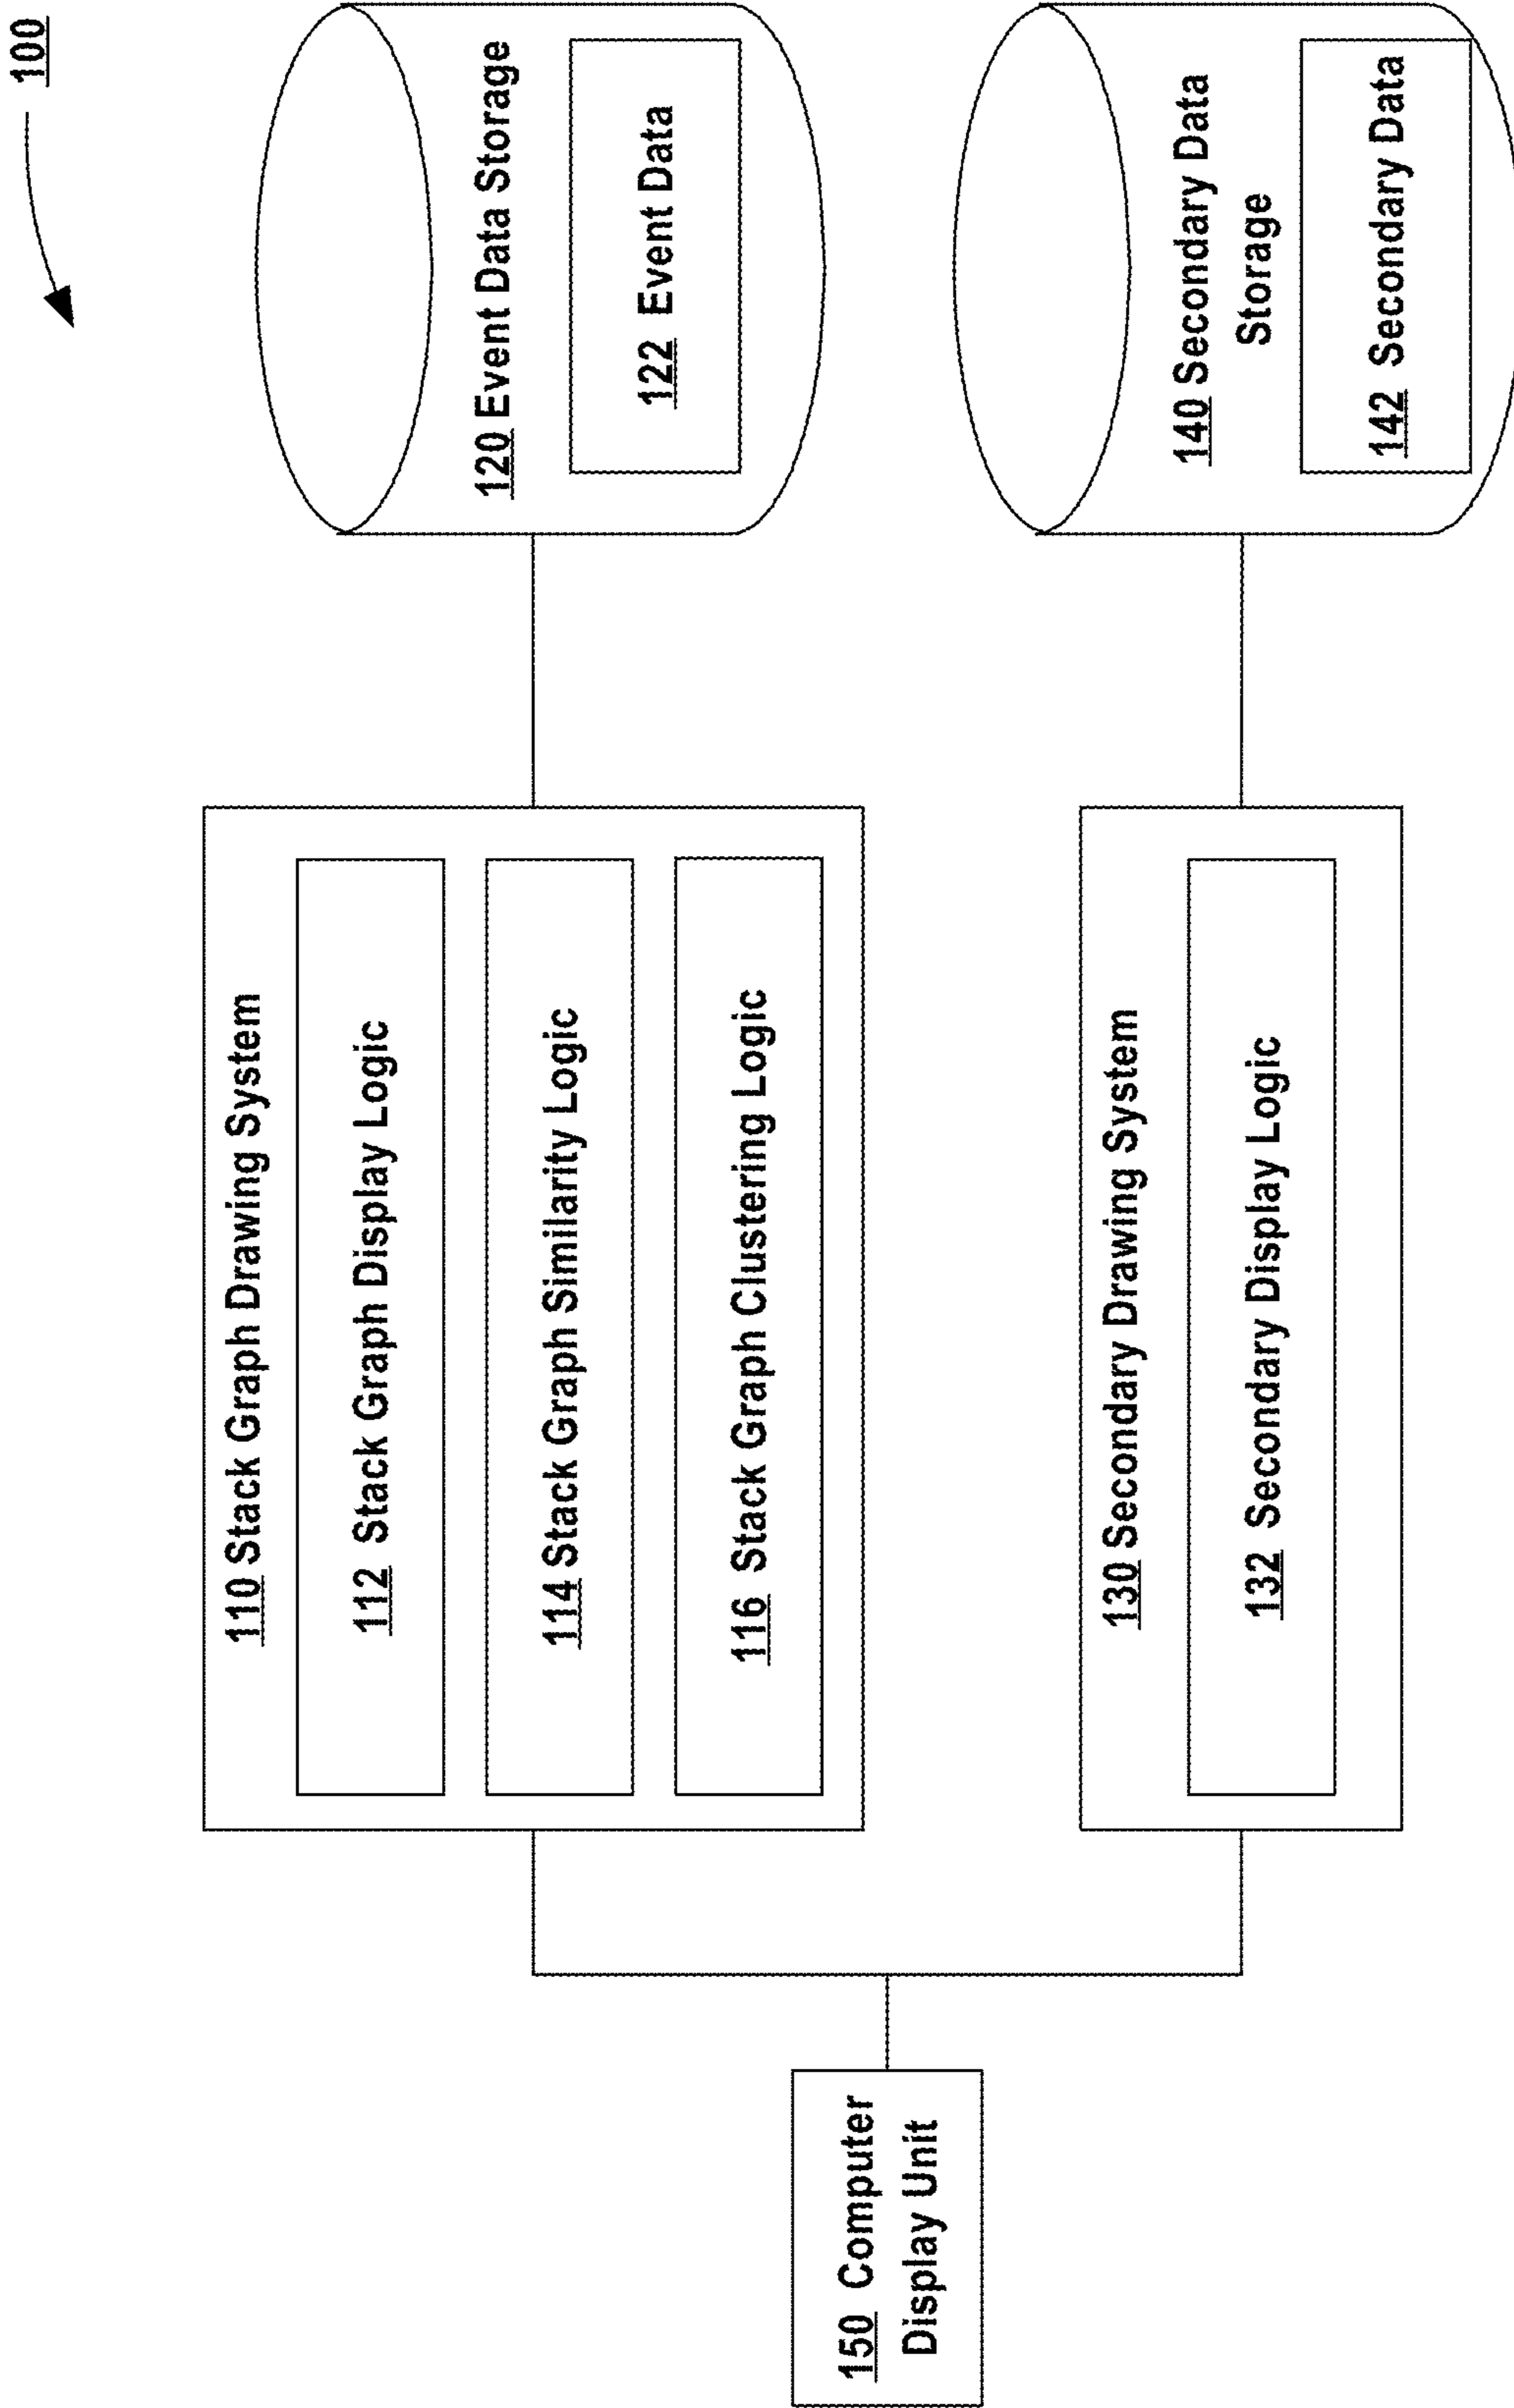 100
150 Computer
Display Unit
110 Stack Graph Drawing System
112 Stack Graph Display Logic
114 Stack Graph Similarity Logic
116 Stack Graph Clustering Logic
120 Event Data Storage
122 Event Data
130 Secondary Drawing System
132 Secondary Display Logic
140 Secondary Data
Storage
142 Secondary Data